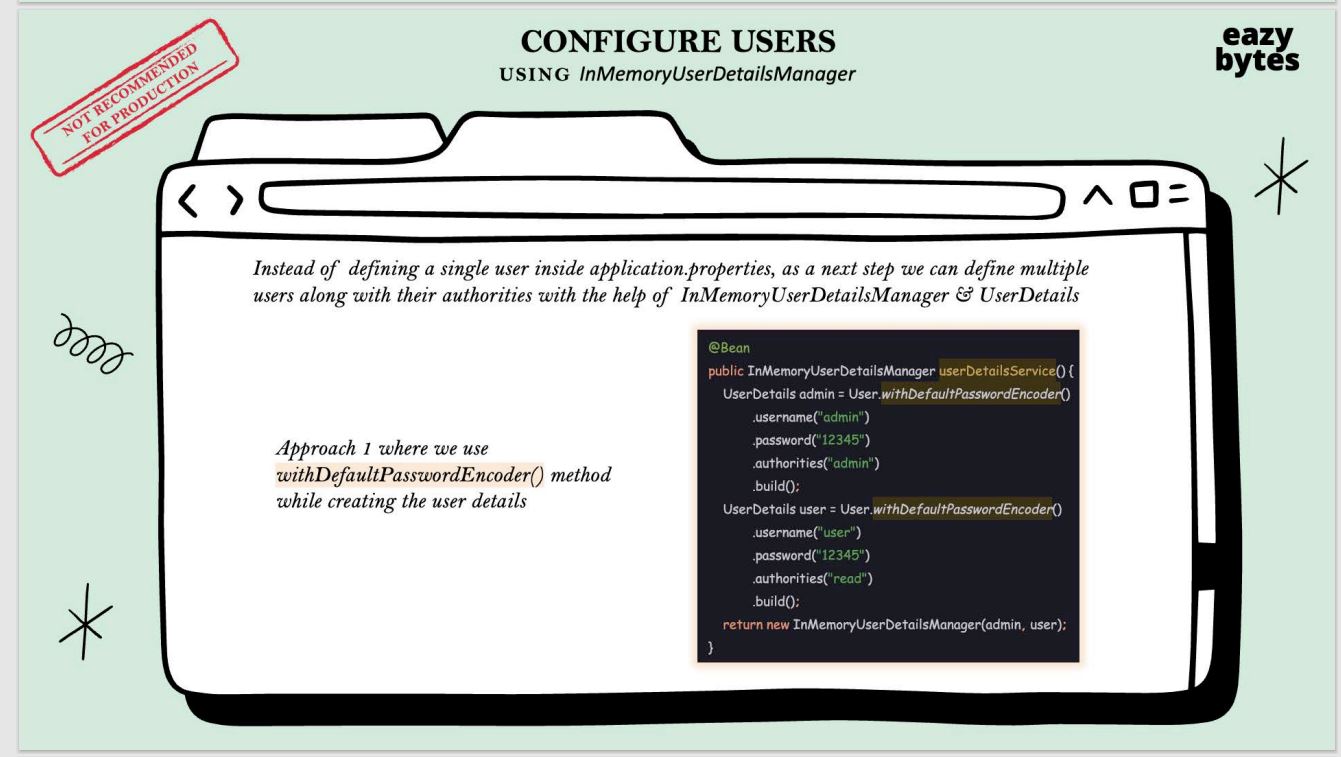 NOT RECOMMENDED
FOR PRODUCTION
CONFIGURE USERS
USING InMemoryUserDetailsManager
eazy
bytes
Instead of defining a single user inside application.properties, as a next step we can define multiple
users along with their authorities with the help of InMemoryUserDetailsManager & UserDetails
Approach 1 where we use
withDefaultPasswordEncoder() method
while creating the user details
@Bean
public InMemoryUserDetailsManager userDetailsService() {
UserDetails admin = User.withDefaultPasswordEncoder()
.username("admin")
.password("12345")
.authorities("admin")
.build();
UserDetails user = User.withDefaultPasswordEncoder()
.username("user")
.password("12345")
.authorities("read")
.build();
return new InMemoryUserDetailsManager(admin, user);
}